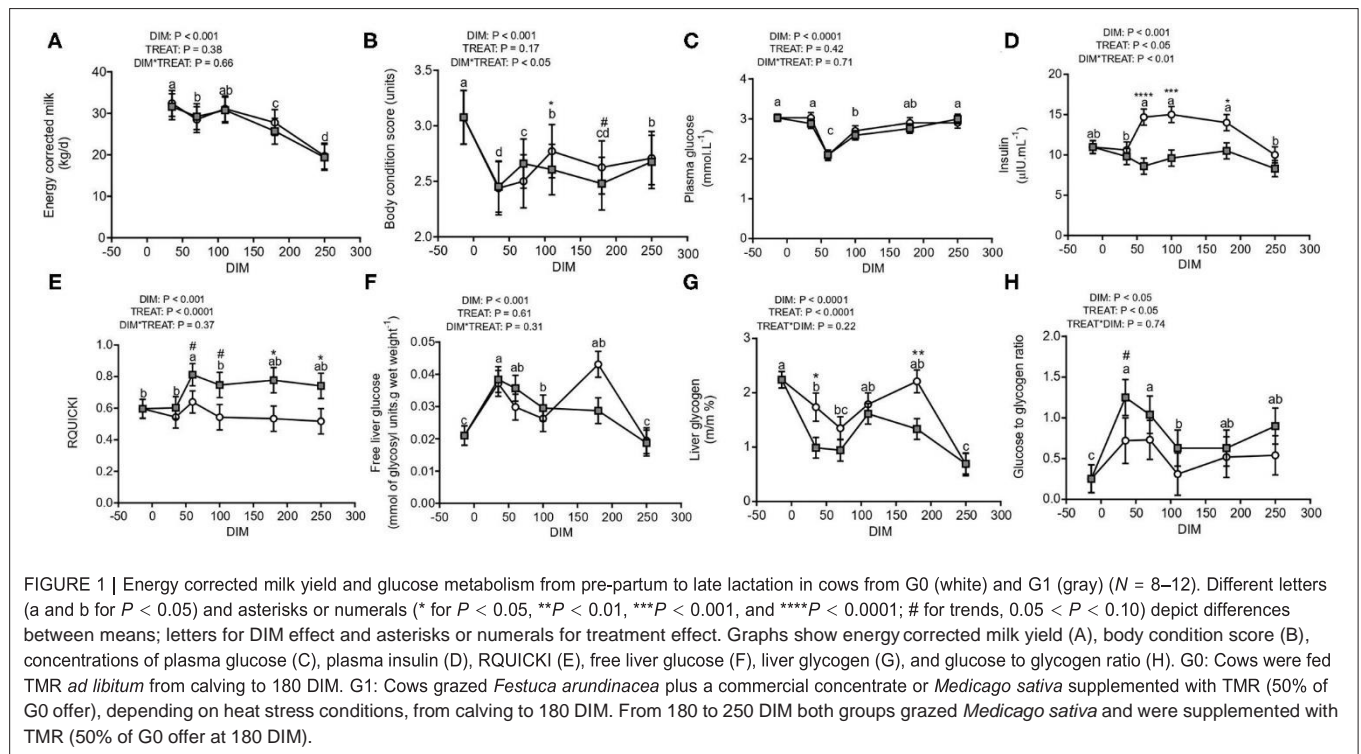 A
DIM: P < 0.001
TREAT: P = 0.38
DIM*TREAT: P = 0.66
Energy corrected milk
(kg/d)
40
30
20
10
0
a
b
ab
c
d
-50 0 50 100 150 200 250 300
DIM
B
DIM: P < 0.001
TREAT: P = 0.17
DIM*TREAT: P < 0.05
Body condition score (units)
3.5
3.0
2.5
2.0
a
d
c
*
b
#
cd
b
-50 0 50 100 150 200 250 300
DIM
C
DIM: P < 0.0001
TREAT: P = 0.42
DIM*TREAT: P = 0.71
Plasma glucose
(mmol.L⁻¹)
4
3
2
1
0
a
a
c
b
ab
a
-50 0 50 100 150 200 250 300
DIM
D
DIM: P < 0.001
TREAT: P < 0.05
DIM*TREAT: P < 0.01
Insulin
(µIU.mL⁻¹)
20
15
10
5
0
ab
b
****
a
***
a
*
a
b
-50 0 50 100 150 200 250 300
DIM
E
DIM: P < 0.001
TREAT: P < 0.0001
DIM*TREAT: P = 0.37
RQUICKI
1.0
0.8
0.6
0.4
0.2
0.0
b
b
#
a
#
b
*
ab
*
ab
-50 0 50 100 150 200 250 300
DIM
F
DIM: P < 0.001
TREAT: P = 0.61
DIM*TREAT: P = 0.31
Free liver glucose
(mmol of glycosyl units.g wet weight⁻¹)
0.05
0.04
0.03
0.02
0.01
0.00
c
a
ab
b
ab
c
-50 0 50 100 150 200 250 300
DIM
G
DIM: P < 0.0001
TREAT: P < 0.0001
TREAT*DIM: P = 0.22
Liver glycogen
(m/m %)
3
2
1
0
a
*
b
bc
ab
**
ab
c
-50 0 50 100 150 200 250 300
DIM
H
DIM: P < 0.05
TREAT: P < 0.05
TREAT*DIM: P = 0.74
Glucose to glycogen ratio
2.0
1.5
1.0
0.5
0.0
c
#
a
a
b
ab
ab
-50 0 50 100 150 200 250 300
DIM
FIGURE 1 | Energy corrected milk yield and glucose metabolism from pre-partum to late lactation in cows from G0 (white) and G1 (gray) (N = 8–12). Different letters
(a and b for P < 0.05) and asterisks or numerals (* for P < 0.05, **P < 0.01, ***P < 0.001, and ****P < 0.0001; # for trends, 0.05 < P < 0.10) depict differences
between means; letters for DIM effect and asterisks or numerals for treatment effect. Graphs show energy corrected milk yield (A), body condition score (B),
concentrations of plasma glucose (C), plasma insulin (D), RQUICKI (E), free liver glucose (F), liver glycogen (G), and glucose to glycogen ratio (H). G0: Cows were fed
TMR ad libitum from calving to 180 DIM. G1: Cows grazed Festuca arundinacea plus a commercial concentrate or Medicago sativa supplemented with TMR (50% of
G0 offer), depending on heat stress conditions, from calving to 180 DIM. From 180 to 250 DIM both groups grazed Medicago sativa and were supplemented with
TMR (50% of G0 offer at 180 DIM).